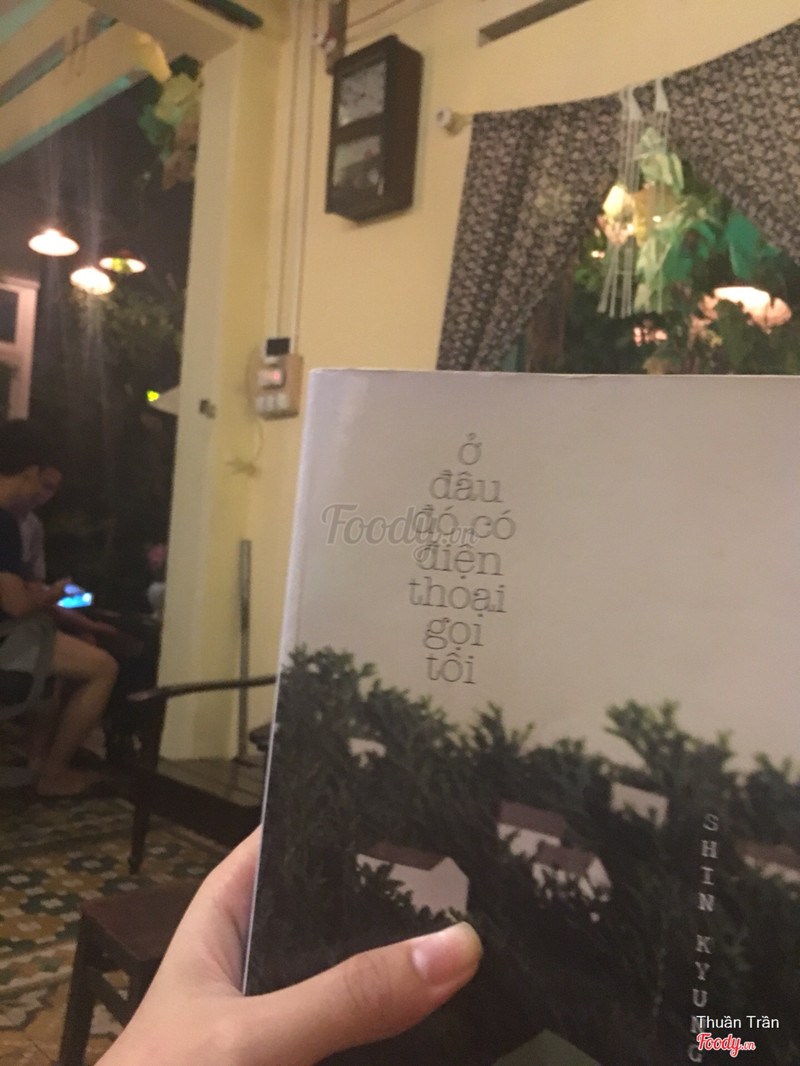 ở
đâu
đó có
điện
thoại
gọi
tôi
SHIN KYUNG
Foody.vn
Thuần Trần
Foody.vn